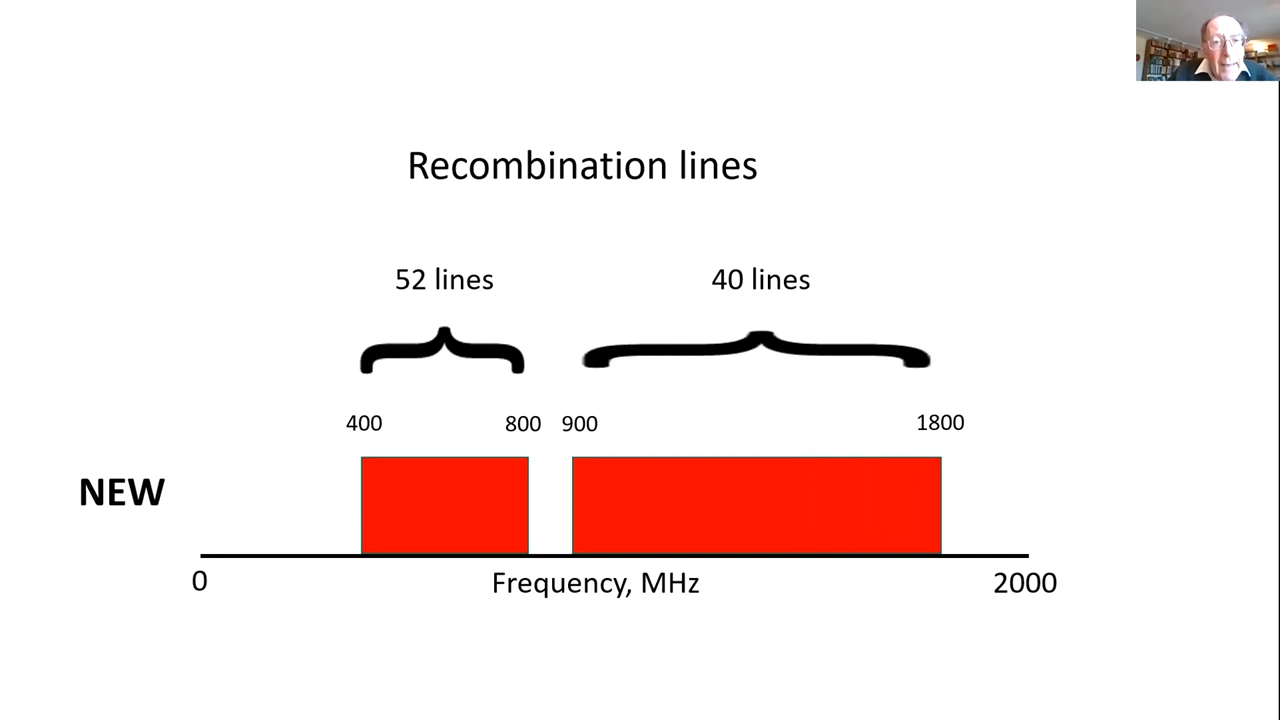 Recombination lines
52 lines
40 lines
400
800
900
1800
NEW
0
Frequency, MHz
2000